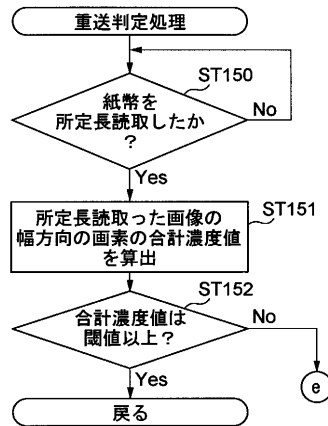 重送判定処理
ST150
紙幣を
所定長読取したか
?
No
Yes
ST151
所定長読取った画像の
幅方向の画素の合計濃度値
を算出
ST152
合計濃度値は
閾値以上?
No
Yes
e
戻る